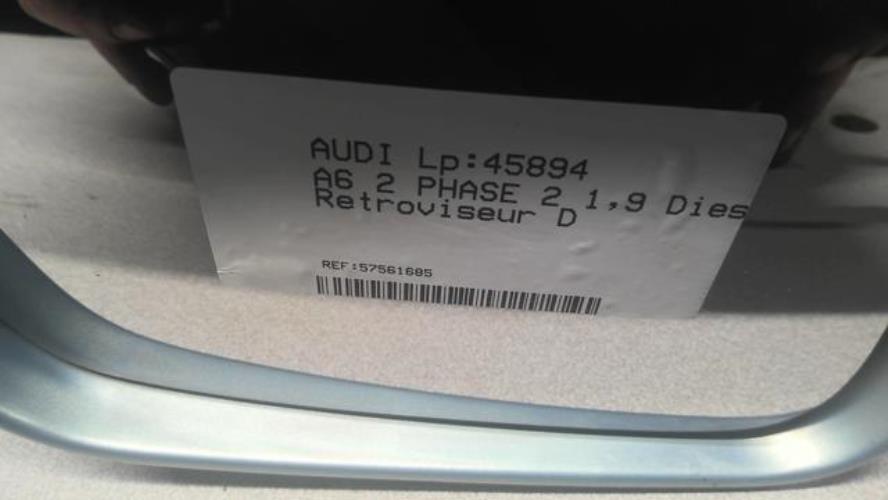 AUDI Lp:45894
A6 2 PHASE 2 1,9 Dies
Retroviseur D
REF:57561685